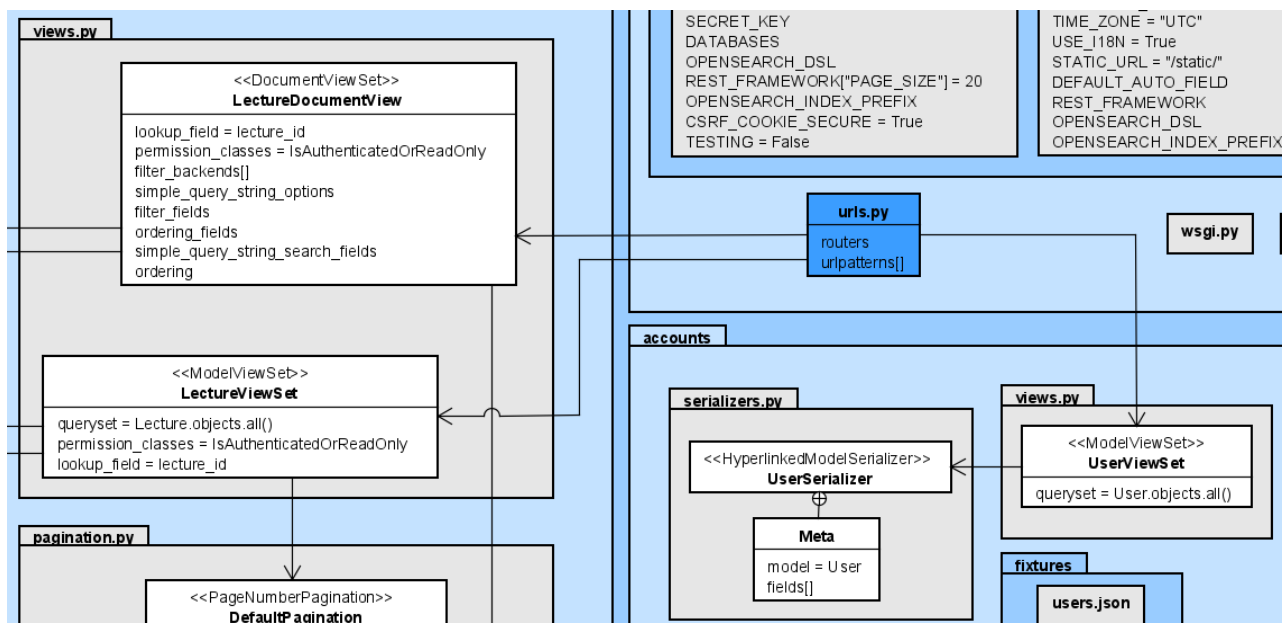 views.py
<<DocumentViewSet>>
LectureDocumentView
lookup_field = lecture_id
permission_classes = IsAuthenticatedOrReadOnly
filter_backends[]
simple_query_string_options
filter_fields
ordering_fields
simple_query_string_search_fields
ordering
<<ModelViewSet>>
LectureViewSet
queryset = Lecture.objects.all()
permission_classes = IsAuthenticatedOrReadOnly
lookup_field = lecture_id
pagination.py
<<PageNumberPagination>>
DefaultPagination
SECRET_KEY
DATABASES
OPENSEARCH_DSL
REST_FRAMEWORK["PAGE_SIZE"] = 20
OPENSEARCH_INDEX_PREFIX
CSRF_COOKIE_SECURE = True
TESTING = False
TIME_ZONE = "UTC"
USE_I18N = True
STATIC_URL = "/static/"
DEFAULT_AUTO_FIELD
REST_FRAMEWORK
OPENSEARCH_DSL
OPENSEARCH_INDEX_PREFIX
urls.py
routers
urlpatterns[]
wsgi.py
accounts
serializers.py
<<HyperlinkedModelSerializer>>
UserSerializer
Meta
model = User
fields[]
views.py
<<ModelViewSet>>
UserViewSet
queryset = User.objects.all()
fixtures
users.json